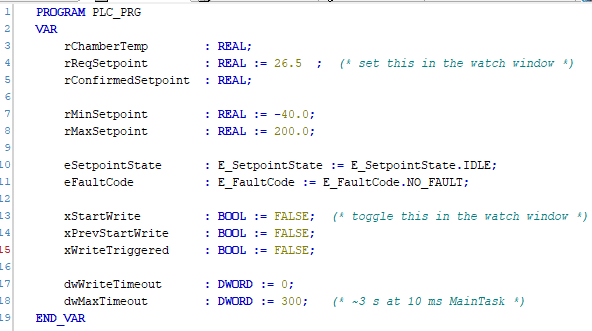 1 PROGRAM PLC_PRG
2 VAR
3 rChamberTemp : REAL;
4 rReqSetpoint : REAL := 26.5 ; (* set this in the watch window *)
5 rConfirmedSetpoint : REAL;
6
7 rMinSetpoint : REAL := -40.0;
8 rMaxSetpoint : REAL := 200.0;
9
10 eSetpointState : E_SetpointState := E_SetpointState.IDLE;
11 eFaultCode : E_FaultCode := E_FaultCode.NO_FAULT;
12
13 xStartWrite : BOOL := FALSE; (* toggle this in the watch window *)
14 xPrevStartWrite : BOOL := FALSE;
15 xWriteTriggered : BOOL := FALSE;
16
17 dwWriteTimeout : DWORD := 0;
18 dwMaxTimeout : DWORD := 300; (* ~3 s at 10 ms MainTask *)
19 END_VAR